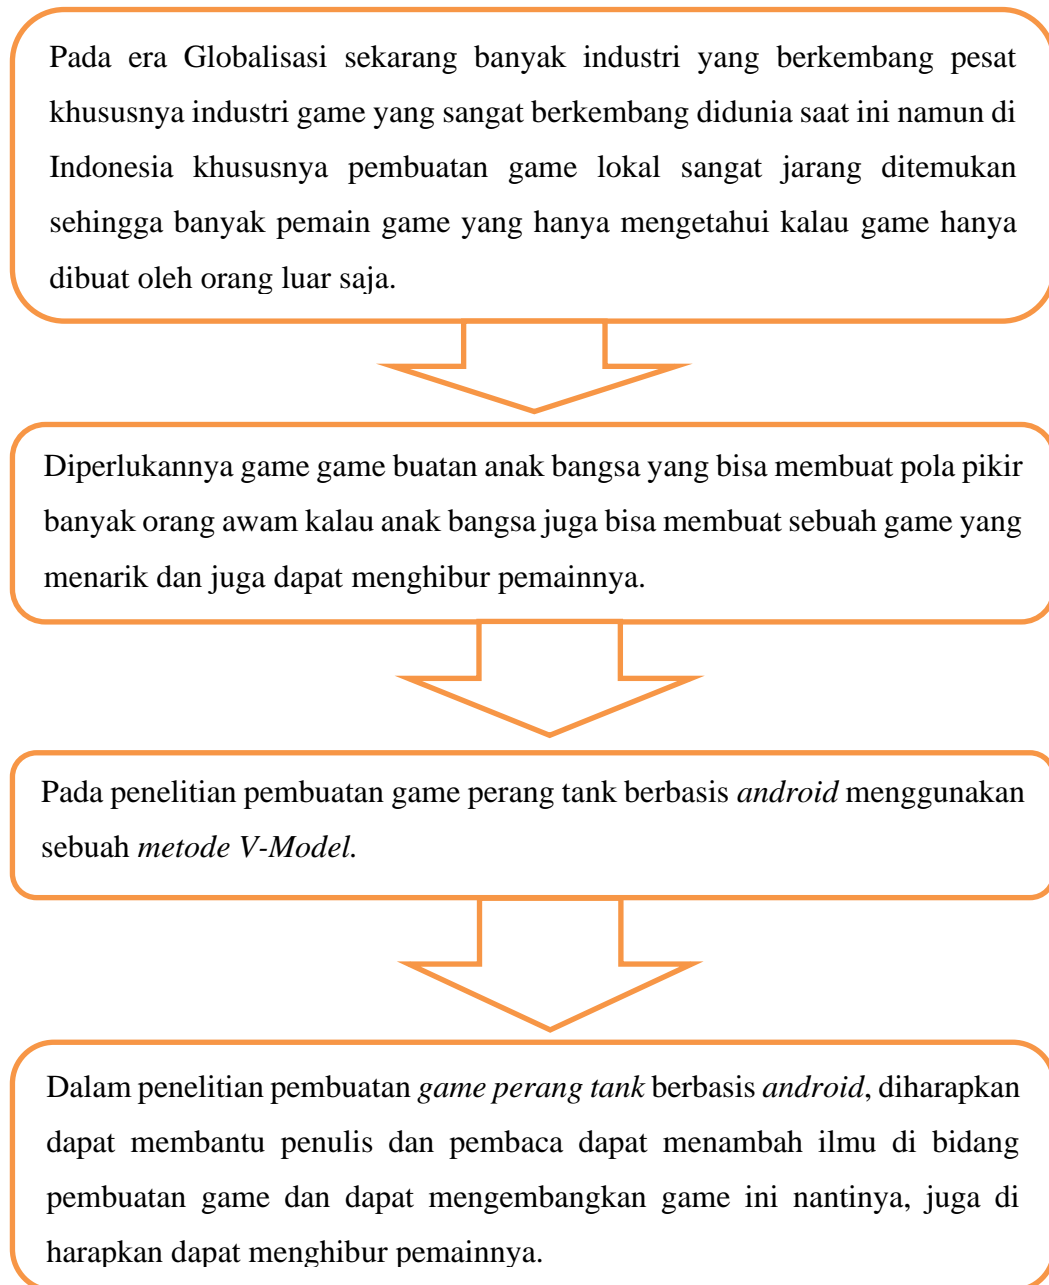 Pada era Globalisasi sekarang banyak industri yang berkembang pesat
khususnya industri game yang sangat berkembang didunia saat ini namun di
Indonesia khususnya pembuatan game lokal sangat jarang ditemukan
sehingga banyak pemain game yang hanya mengetahui kalau game hanya
dibuat oleh orang luar saja.
Diperlukannya game game buatan anak bangsa yang bisa membuat pola pikir
banyak orang awam kalau anak bangsa juga bisa membuat sebuah game yang
menarik dan juga dapat menghibur pemainnya.
Pada penelitian pembuatan game perang tank berbasis android menggunakan
sebuah metode V-Model.
Dalam penelitian pembuatan game perang tank berbasis android, diharapkan
dapat membantu penulis dan pembaca dapat menambah ilmu di bidang
pembuatan game dan dapat mengembangkan game ini nantinya, juga di
harapkan dapat menghibur pemainnya.